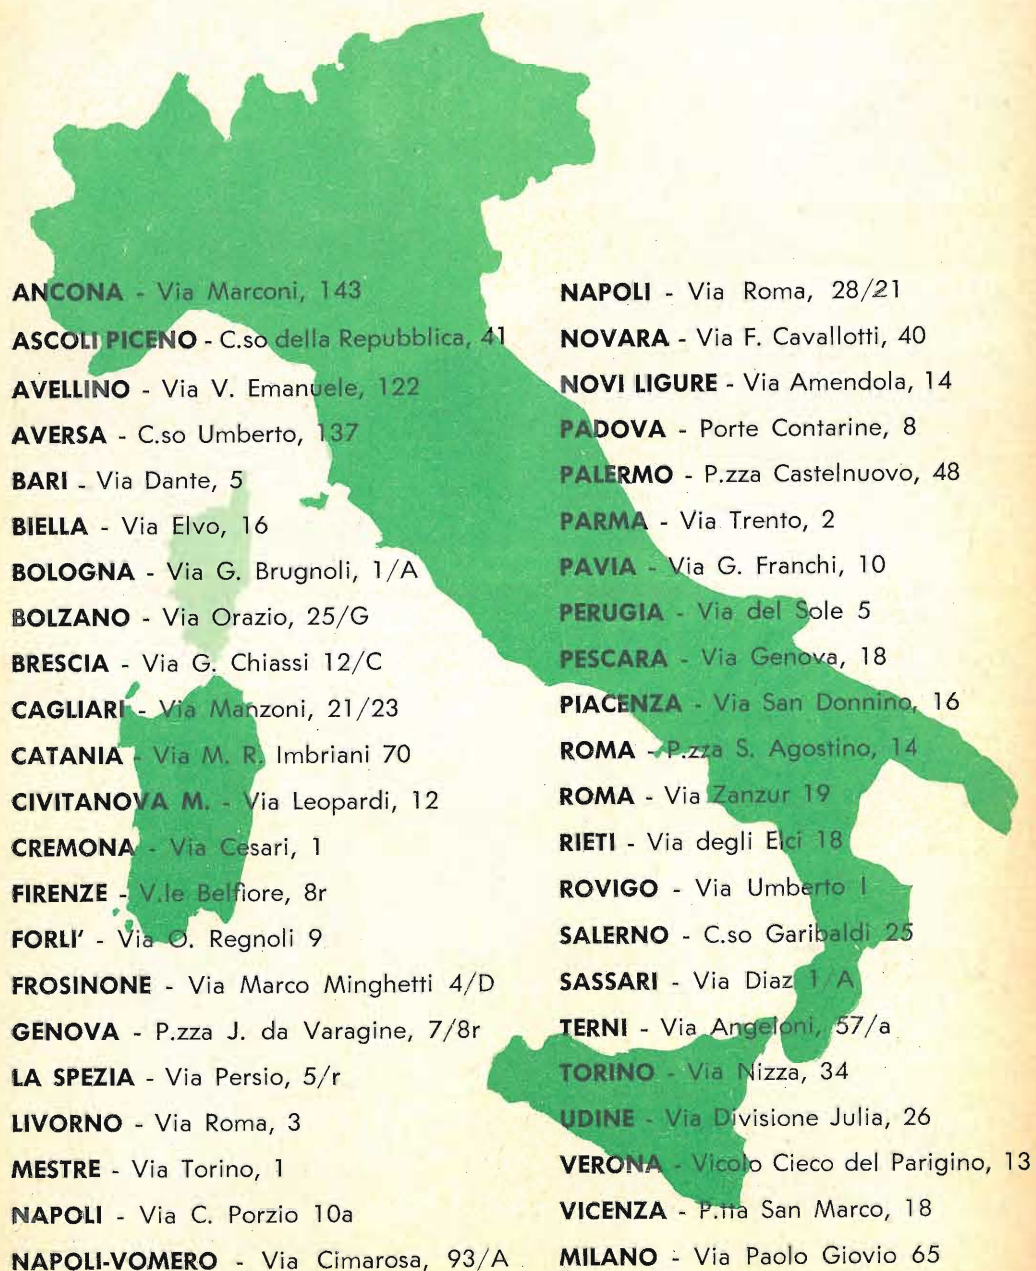 ANCONA - Via Marconi, 143
ASCOLI PICENO - C.so della Repubblica, 41
AVELLINO - Via V. Emanuele, 122
AVERSA - C.so Umberto, 137
BARI - Via Dante, 5
BIELLA - Via Elvo, 16
BOLOGNA - Via G. Brugnoli, 1/A
BOLZANO - Via Orazio, 25/G
BRESCIA - Via G. Chiassi 12/C
CAGLIARI - Via Manzoni, 21/23
CATANIA - Via M. R. Imbriani 70
CIVITANOVA M. - Via Leopardi, 12
CREMONA - Via Cesari, 1
FIRENZE - V.le Belfiore, 8r
FORLI' - Via O. Regnoli 9
FROSINONE - Via Marco Minghetti 4/D
GENOVA - P.zza J. da Varagine, 7/8r
LA SPEZIA - Via Persio, 5/r
LIVORNO - Via Roma, 3
MESTRE - Via Torino, 1
NAPOLI - Via C. Porzio 10a
NAPOLI-VOMERO - Via Cimarosa, 93/A
NAPOLI - Via Roma, 28/21
NOVARA - Via F. Cavallotti, 40
NOVI LIGURE - Via Amendola, 14
PADOVA - Porte Contarine, 8
PALERMO - P.zza Castelnuovo, 48
PARMA - Via Trento, 2
PAVIA - Via G. Franchi, 10
PERUGIA - Via del Sole 5
PESCARA - Via Genova, 18
PIACENZA - Via San Donnino, 16
ROMA - P.zza S. Agostino, 14
ROMA - Via Zanzur 19
RIETI - Via degli Elci 18
ROVIGO - Via Umberto I
SALERNO - C.so Garibaldi 25
SASSARI - Via Diaz 1/A
TERNI - Via Angeloni, 57/a
TORINO - Via Nizza, 34
UDINE - Via Divisione Julia, 26
VERONA - Vicolo Cieco del Parigino, 13
VICENZA - P.tta San Marco, 18
MILANO - Via Paolo Giovio 65